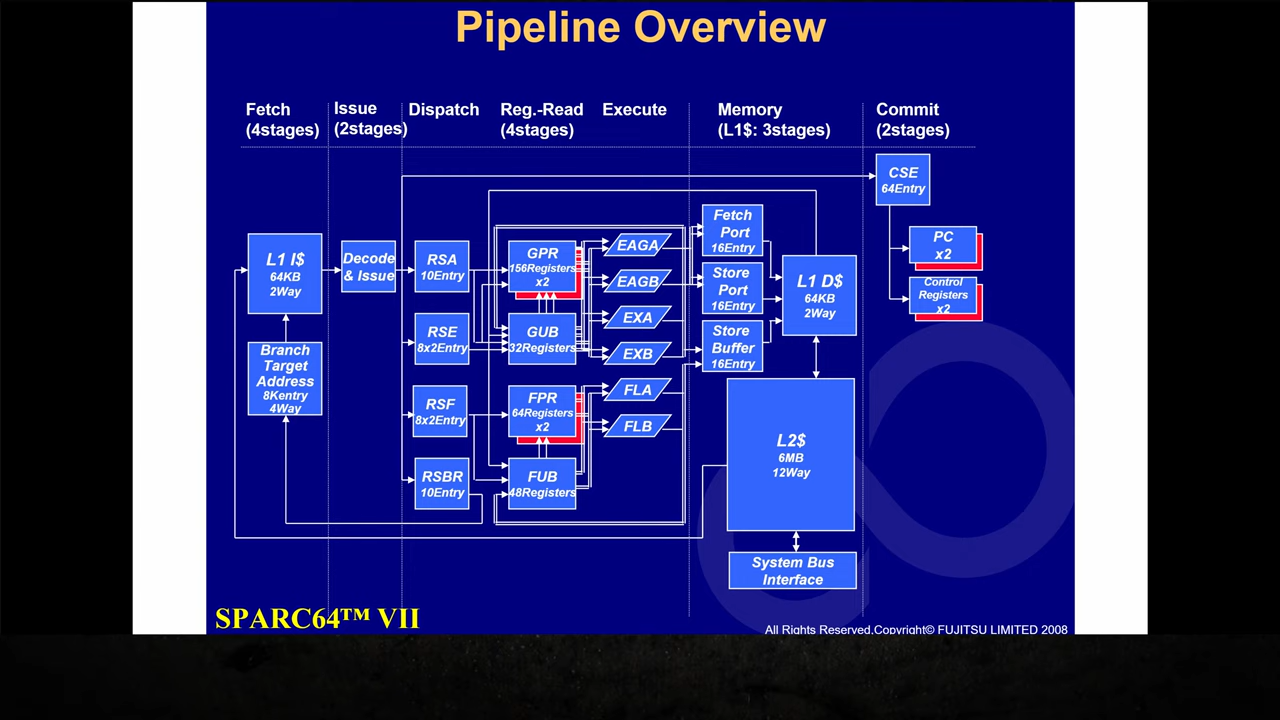 Pipeline Overview
Fetch
(4stages)
Issue
(2stages)
Dispatch
Reg.-Read
(4stages)
Execute
Memory
(L1$: 3stages)
Commit
(2stages)
L1 I$
64KB
2Way
Branch
Target
Address
8Kentry
4Way
Decode
& Issue
RSA
10Entry
RSE
8x2Entry
RSF
8x2Entry
RSBR
10Entry
GPR
156Registers
x2
GUB
32Registers
FPR
64Registers
x2
FUB
48Registers
EAGA
EAGB
EXA
EXB
FLA
FLB
Fetch
Port
16Entry
Store
Port
16Entry
Store
Buffer
16Entry
L1 D$
64KB
2Way
L2$
6MB
12Way
System Bus
Interface
CSE
64Entry
PC
x2
Control
Registers
x2
SPARC64™ VII
All Rights Reserved,Copyright© FUJITSU LIMITED 2008